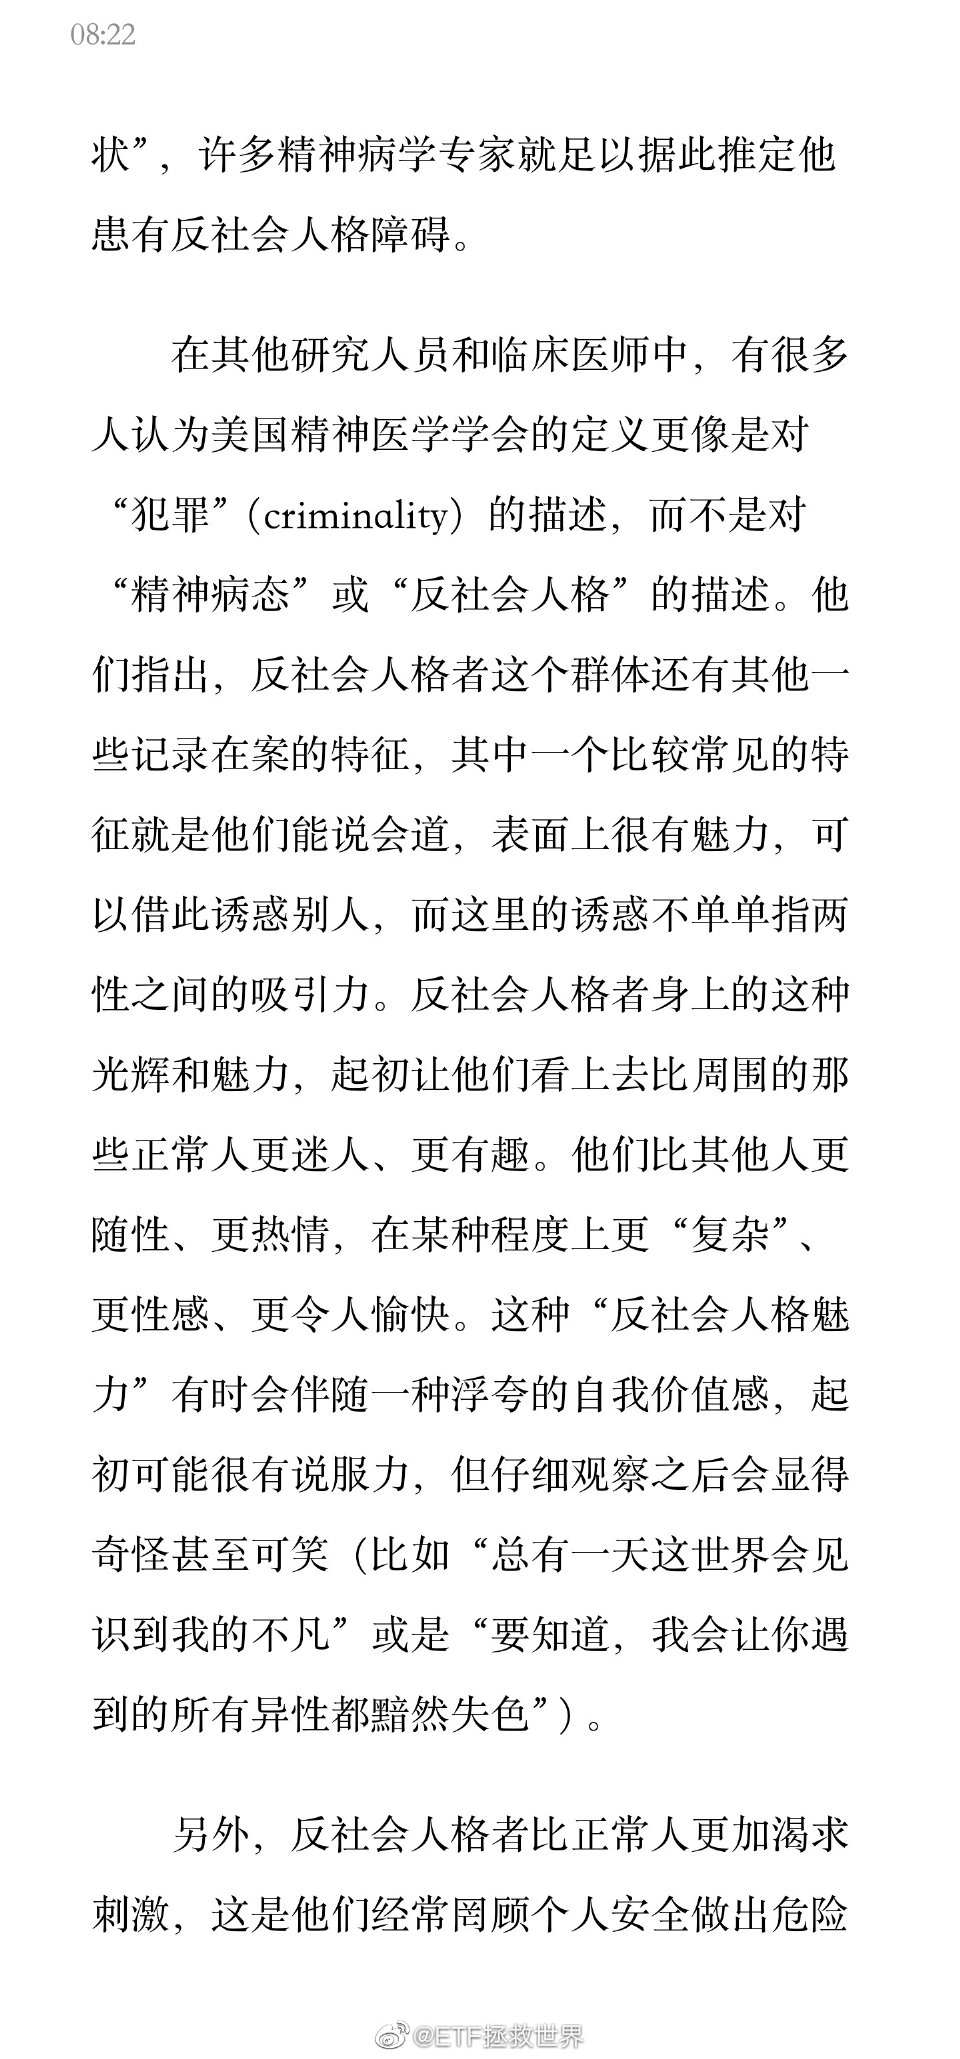 08:22
状”，许多精神病学专家就足以据此推定他
患有反社会人格障碍。
在其他研究人员和临床医师中，有很多
人认为美国精神医学学会的定义更像是对
“犯罪”（criminality）的描述，而不是对
“精神病态”或“反社会人格”的描述。他
们指出，反社会人格者这个群体还有其他一
些记录在案的特征，其中一个比较常见的特
征就是他们能说会道，表面上很有魅力，可
以借此诱惑别人，而这里的诱惑不单单指两
性之间的吸引力。反社会人格者身上的这种
光辉和魅力，起初让他们看上去比周围的那
些正常人更迷人、更有趣。他们比其他人更
随性、更热情，在某种程度上更“复杂”、
更性感、更令人愉快。这种“反社会人格魅
力”有时会伴随一种浮夸的自我价值感，起
初可能很有说服力，但仔细观察之后会显得
奇怪甚至可笑（比如“总有一天这世界会见
识到我的不凡”或是“要知道，我会让你遇
到的所有异性都黯然失色”）。
另外，反社会人格者比正常人更加渴求
刺激，这是他们经常罔顾个人安全做出危险
@ETF拯救世界